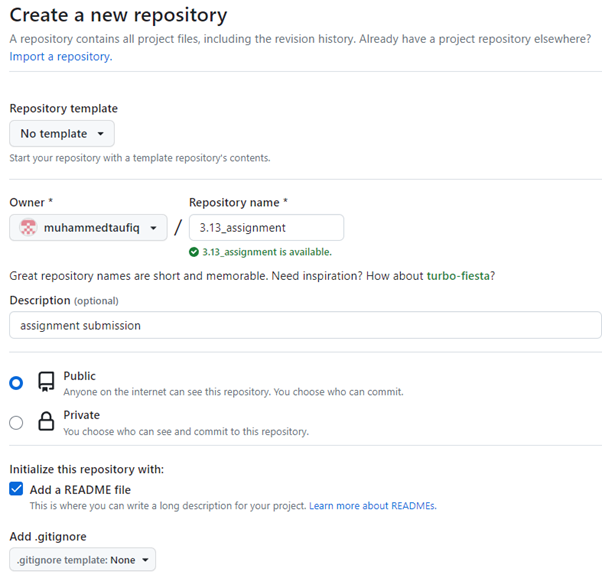 Create a new repository
A repository contains all project files, including the revision history. Already have a project repository elsewhere?
Import a repository.
Repository template
No template
Start your repository with a template repository's contents.
Owner *
Repository name *
muhammedtaufiq
/
3.13_assignment
3.13_assignment is available.
Great repository names are short and memorable. Need inspiration? How about turbo-fiesta?
Description (optional)
assignment submission
Public
Anyone on the internet can see this repository. You choose who can commit.
Private
You choose who can see and commit to this repository.
Initialize this repository with:
Add a README file
This is where you can write a long description for your project. Learn more about READMEs.
Add .gitignore
.gitignore template: None